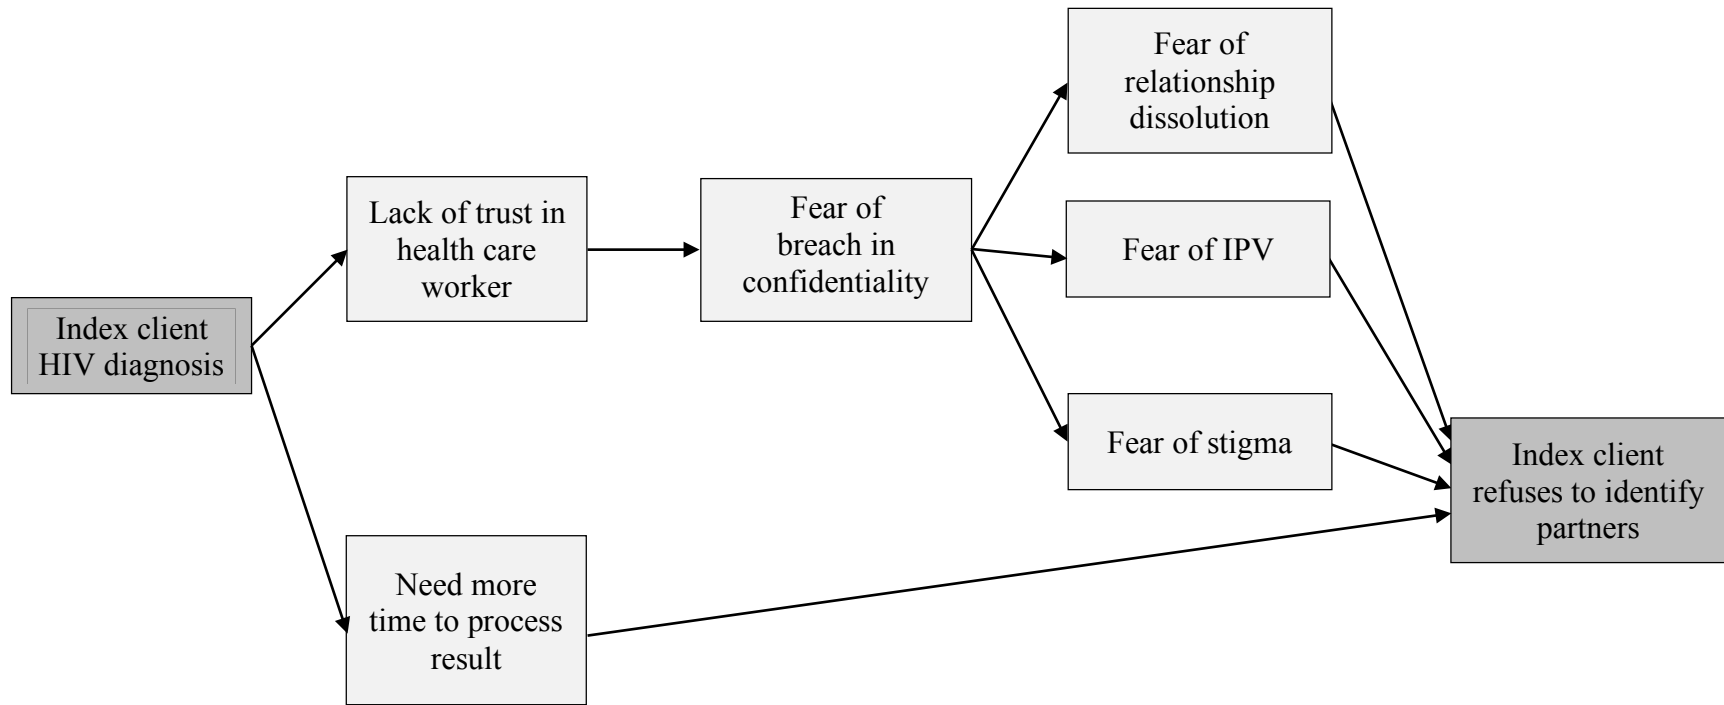 Fear of
relationship
dissolution
Lack of trust in
health care
worker
Fear of
breach in
confidentiality
Fear of IPV
Index client
HIV diagnosis
Fear of stigma
Index client
refuses to identify
partners
Need more
time to process
result